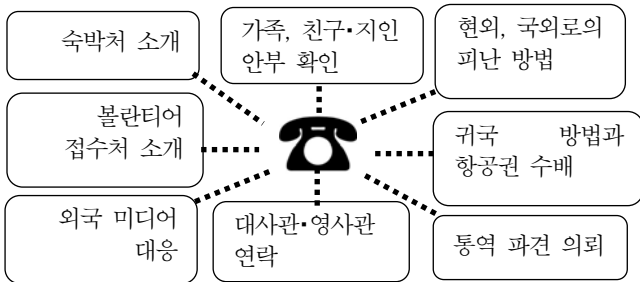 숙박처 소개
가족, 친구▪지인
안부 확인
현외, 국외로의
피난 방법
볼란티어
접수처 소개
귀국 방법과
항공권 수배
외국 미디어
대응
대사관▪영사관
연락
통역 파견 의뢰